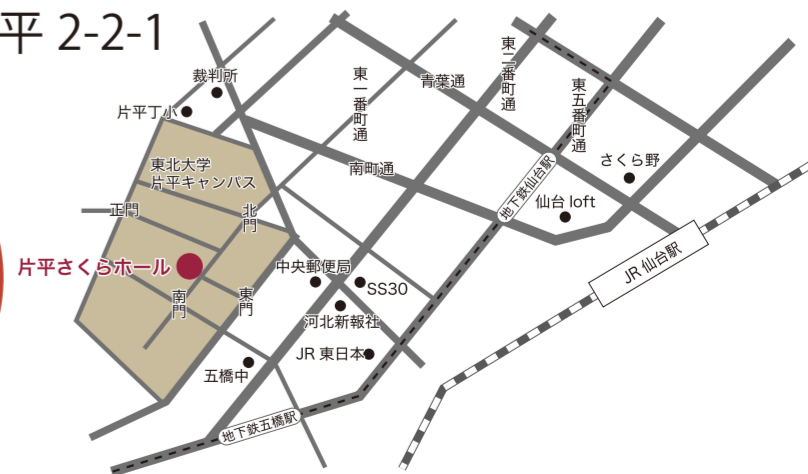 平 2-2-1
裁判所
片平丁小
東一番町通
青葉通
東二番町通
東五番町通
東北大学
片平キャンパス
南町通
地下鉄仙台駅
さくら野
仙台 loft
正門
北門
片平さくらホール
中央郵便局
SS30
JR 仙台駅
南門
東門
河北新報社
JR 東日本
五橋中
地下鉄五橋駅